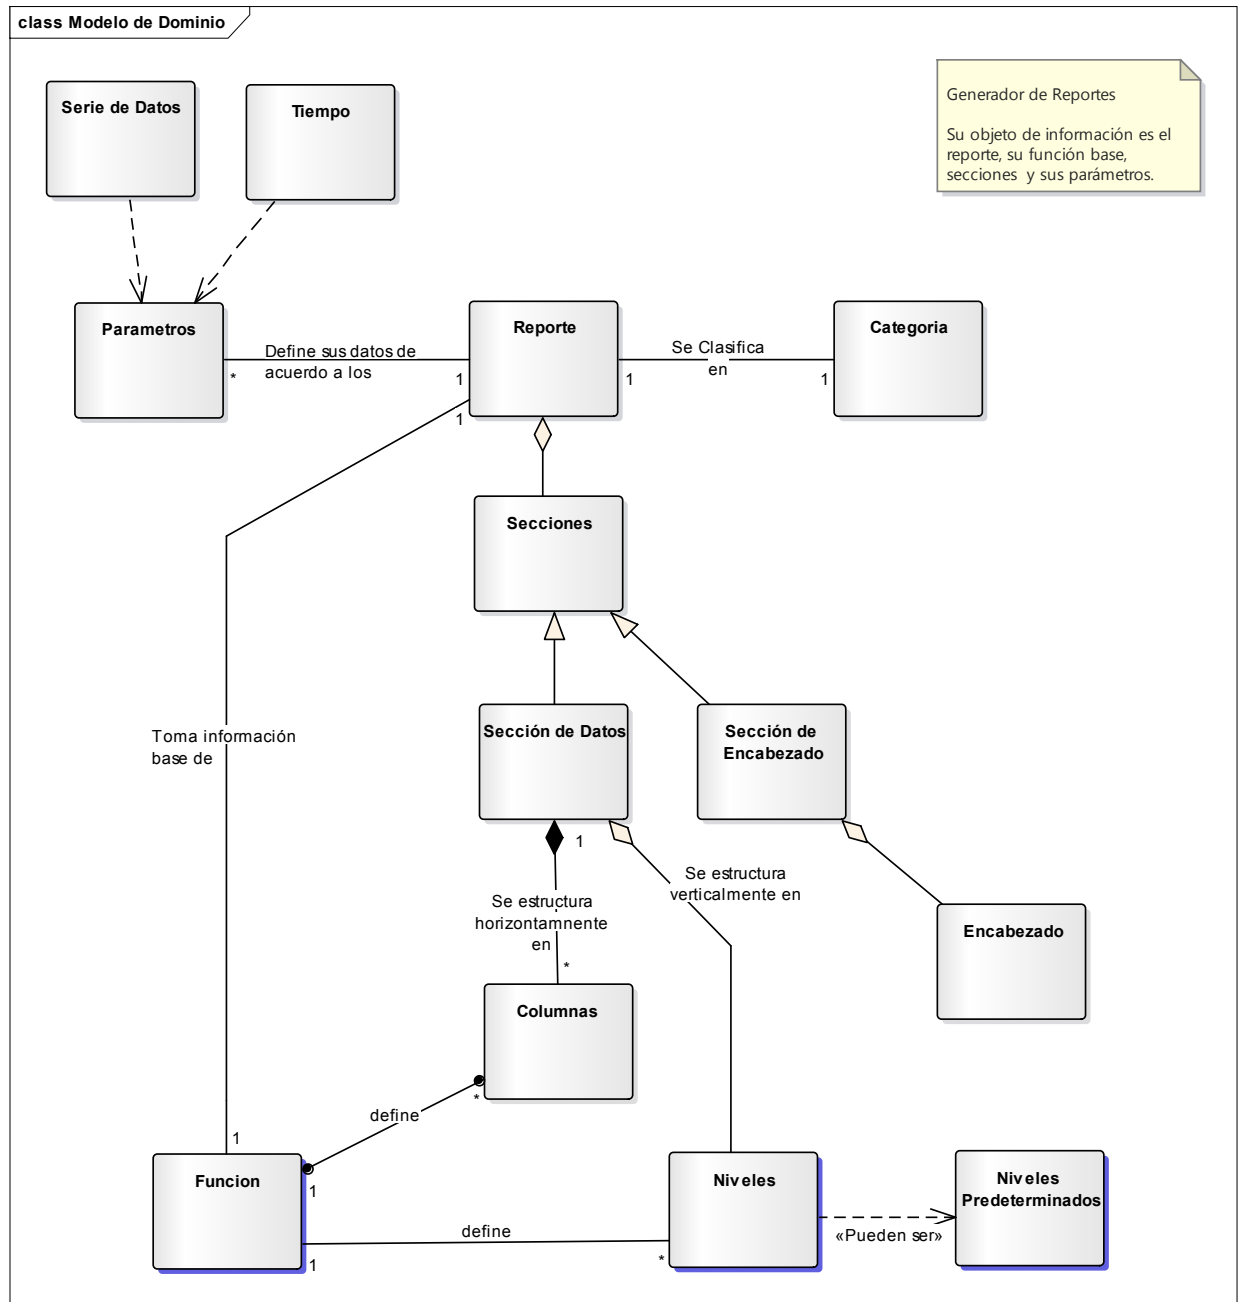 class Modelo de Dominio
Serie de Datos
Tiempo
Generador de Reportes
Su objeto de información es el
reporte, su función base,
secciones y sus parámetros.
Parametros
Reporte
Categoria
Define sus datos de
acuerdo a los
*
1
Se Clasifica
en
1
1
1
Secciones
Toma información
base de
Sección de Datos
Sección de
Encabezado
1
Se estructura
verticalmente en
Se estructura
horizontamnente
en
*
Encabezado
Columnas
*
define
1
Funcion
1
Niveles
Niveles
Predeterminados
define
1
*
«Pueden ser»